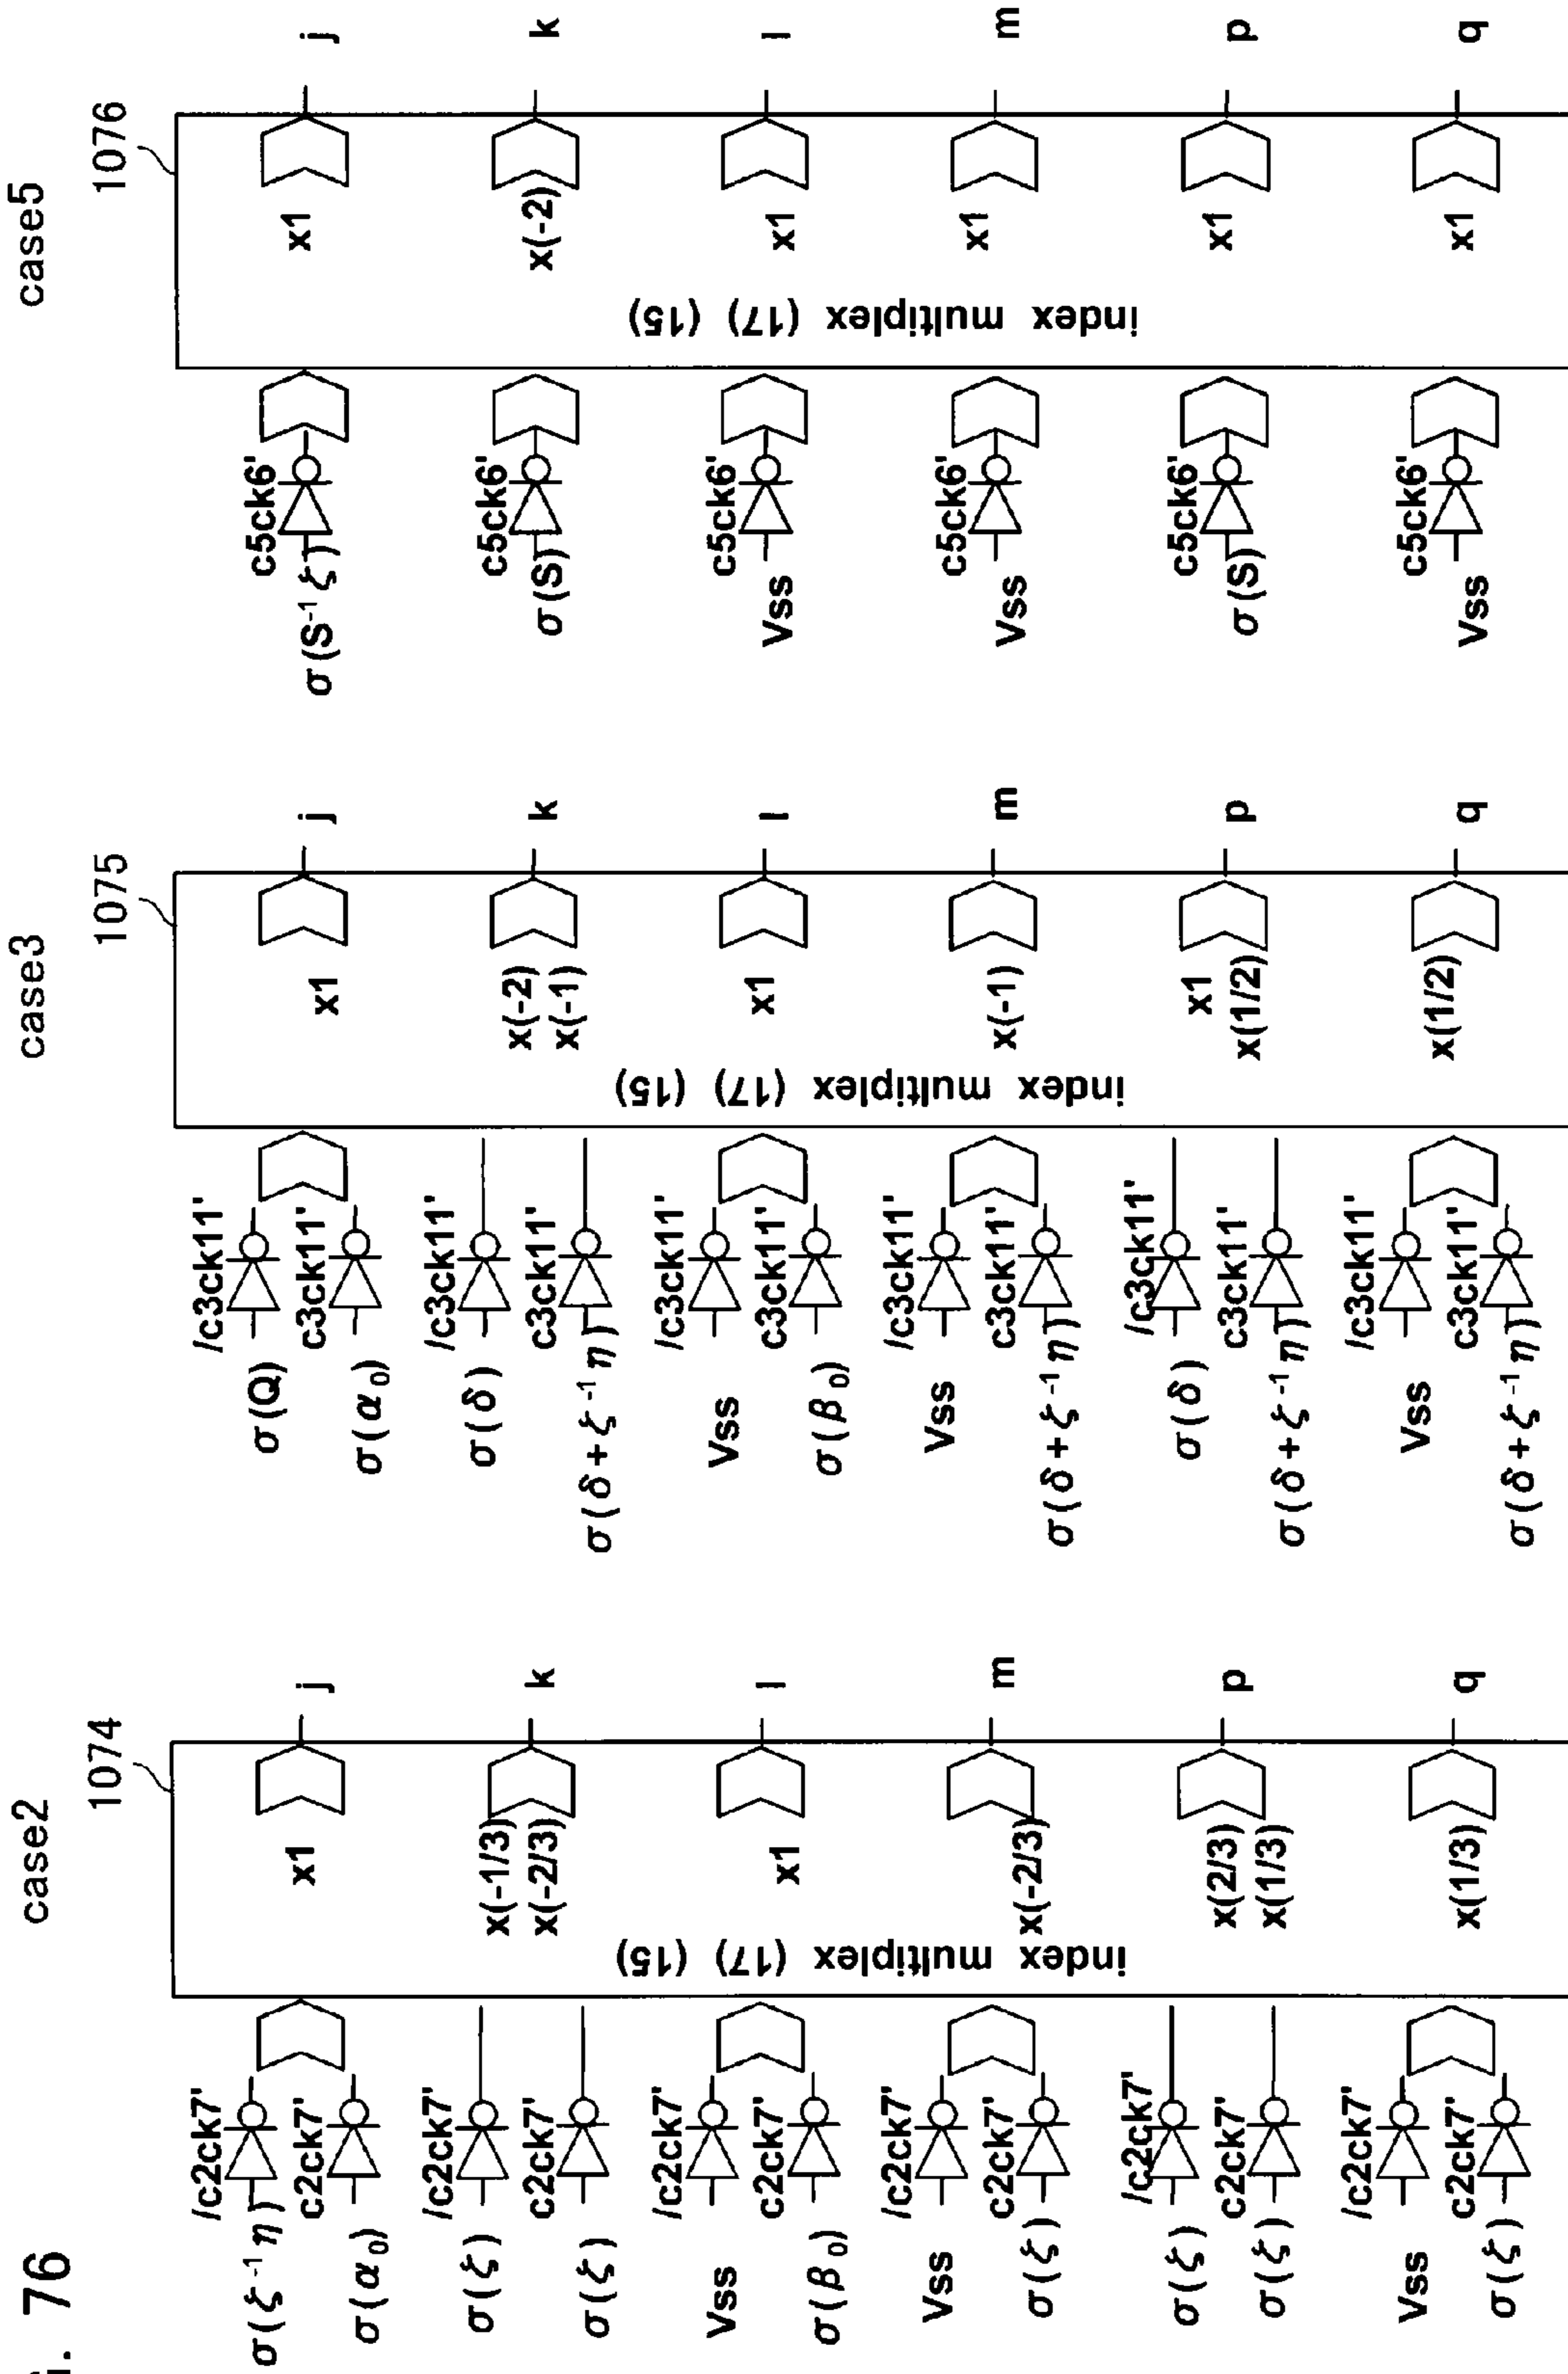 76
case2
1074
/c2ck7'
σ(ζ⁻¹η)
c2ck7'
σ(α₀)
x1
j
/c2ck7'
σ(ζ)
c2ck7'
σ(ζ)
x(-1/3)
x(-2/3)
k
/c2ck7'
Vss
c2ck7'
σ(β₀)
x1
l
/c2ck7'
Vss
c2ck7'
σ(ζ)
x(-2/3)
m
/c2ck7'
σ(ζ)
c2ck7'
σ(ζ)
x(2/3)
x(1/3)
p
/c2ck7'
Vss
c2ck7'
σ(ζ)
x(1/3)
q
index multiplex (17) (15)
case3
1075
/c3ck11'
σ(Q)
c3ck11'
σ(α₀)
x1
j
/c3ck11'
σ(δ)
c3ck11'
σ(δ+ζ⁻¹η)
x(-2)
x(-1)
k
/c3ck11'
Vss
c3ck11'
σ(β₀)
x1
l
/c3ck11'
Vss
c3ck11'
σ(δ+ζ⁻¹η)
x(-1)
m
/c3ck11'
σ(δ)
c3ck11'
σ(δ+ζ⁻¹η)
x1
x(1/2)
p
/c3ck11'
Vss
c3ck11'
σ(δ+ζ⁻¹η)
x(1/2)
q
index multiplex (17) (15)
case5
1076
c5ck6'
σ(S⁻¹ζ)
x1
j
c5ck6'
σ(S)
x(-2)
k
c5ck6'
Vss
x1
l
c5ck6'
Vss
x1
m
c5ck6'
σ(S)
x1
p
c5ck6'
Vss
x1
q
index multiplex (17) (15)